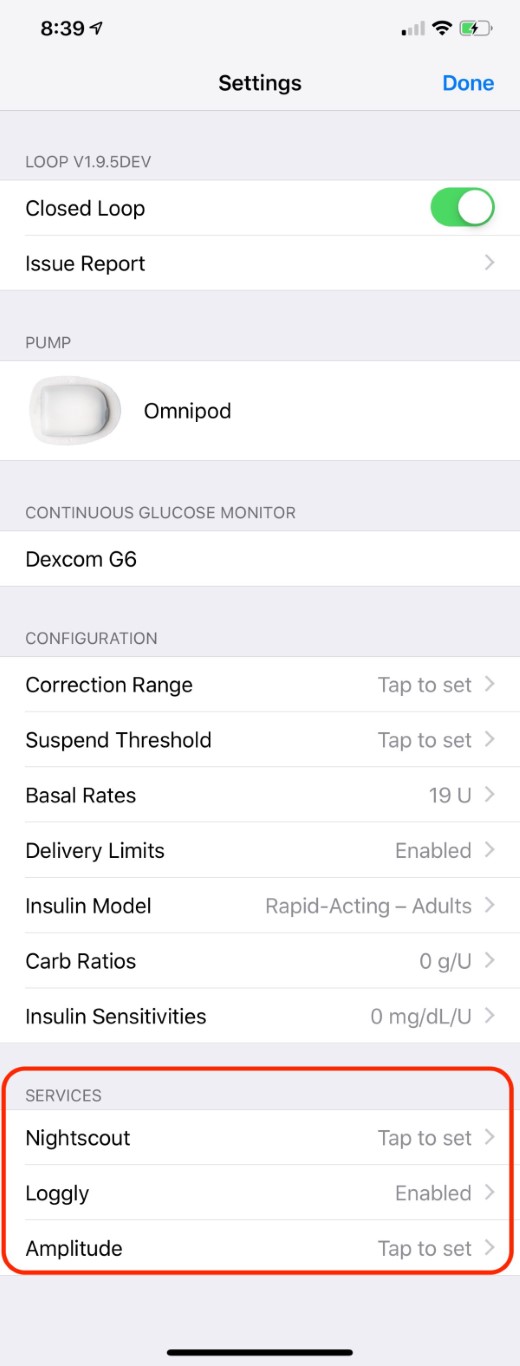 8:39
Settings
Done
LOOP V1.9.5DEV
Closed Loop
Issue Report
PUMP
Omnipod
CONTINUOUS GLUCOSE MONITOR
Dexcom G6
CONFIGURATION
Correction Range Tap to set
Suspend Threshold Tap to set
Basal Rates 19 U
Delivery Limits Enabled
Insulin Model Rapid-Acting – Adults
Carb Ratios 0 g/U
Insulin Sensitivities 0 mg/dL/U
SERVICES
Nightscout Tap to set
Loggly Enabled
Amplitude Tap to set